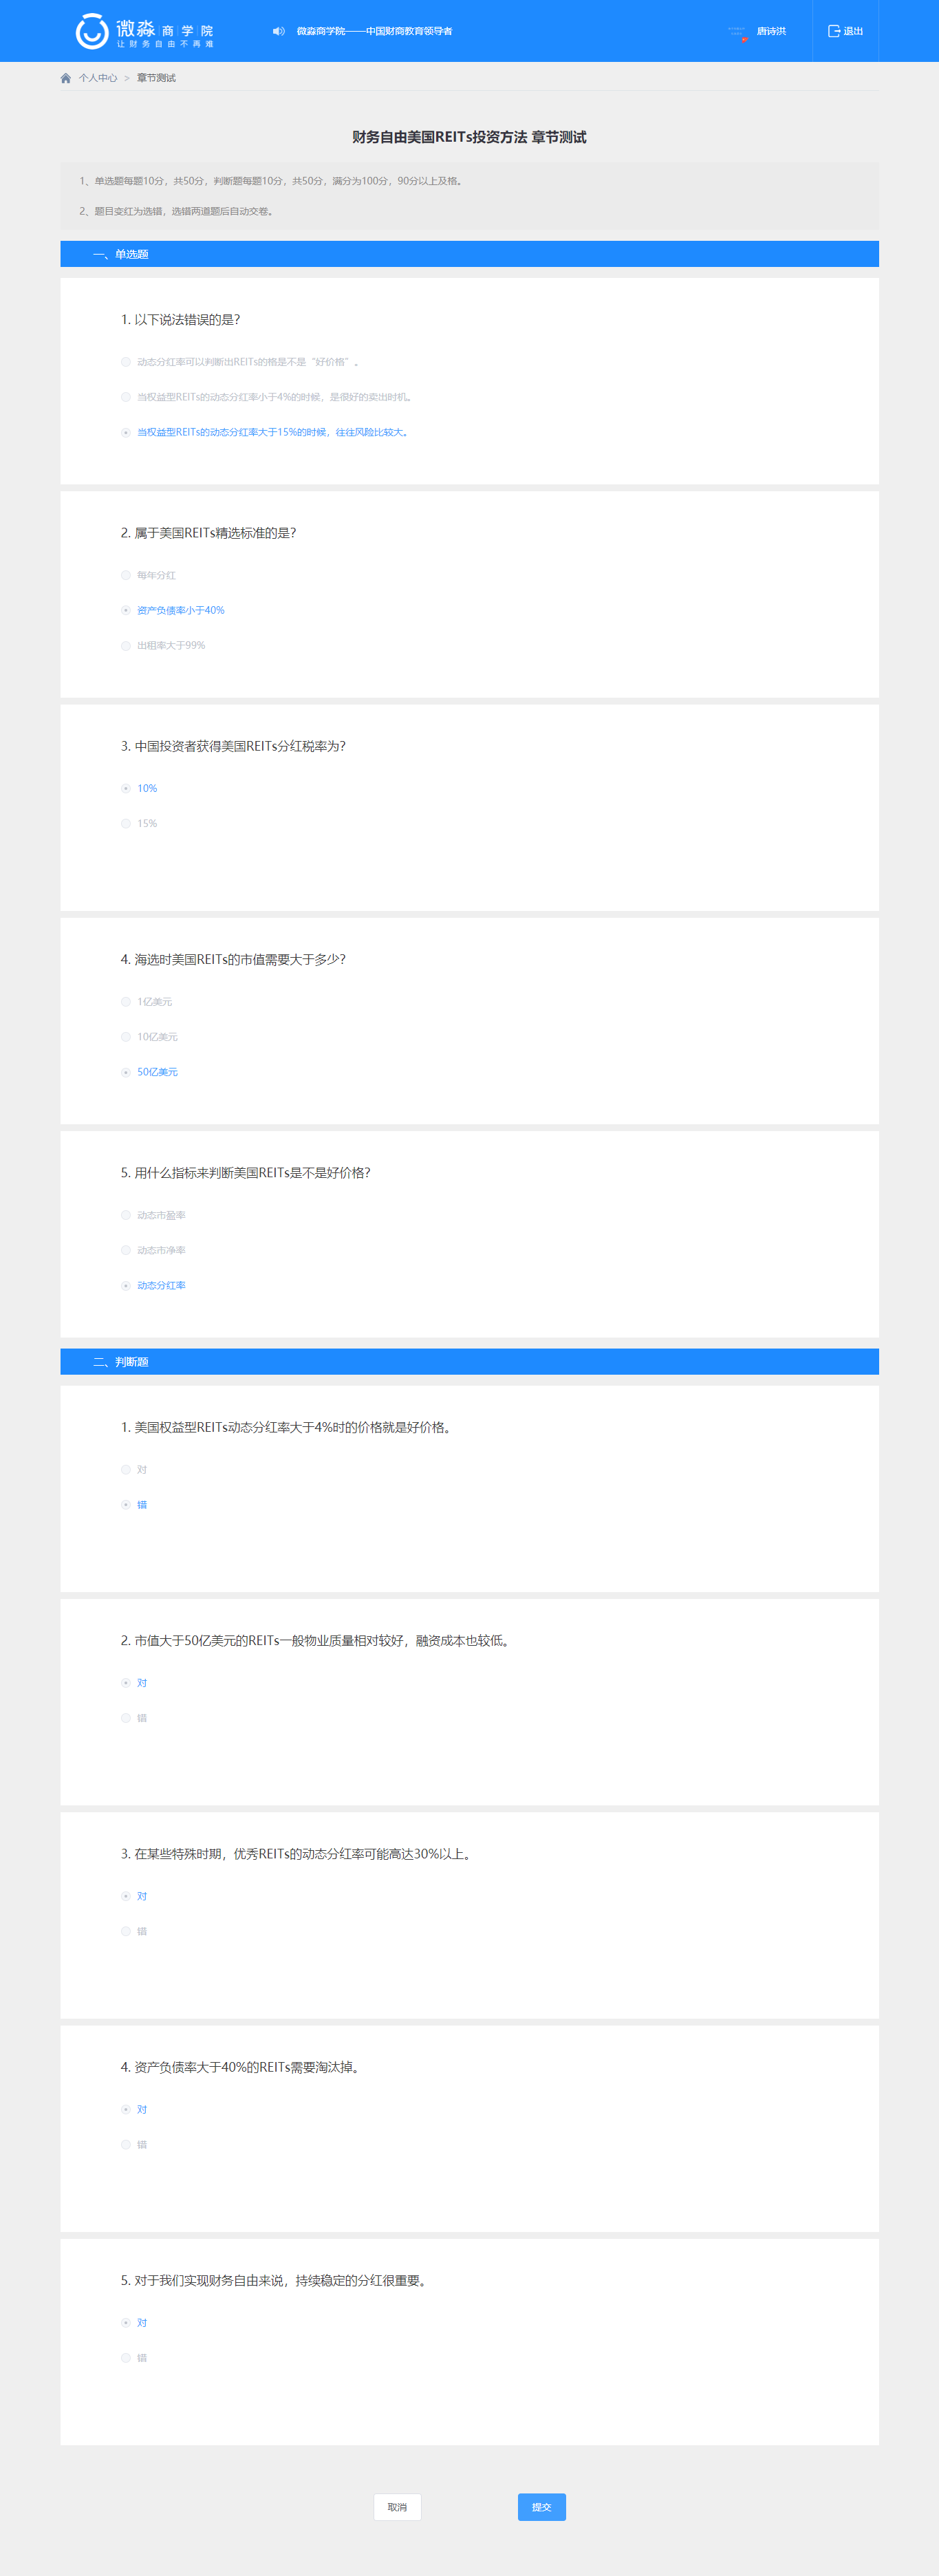 微淼 商 学 院
让 财 务 自 由 不 再 难
微淼商学院——中国财商教育领导者
唐诗洪
退出
个人中心 > 章节测试
财务自由美国REITs投资方法 章节测试
1、单选题每题10分，共50分，判断题每题10分，共50分，满分为100分，90分以上及格。
2、题目变红为选错，选错两道题后自动交卷。
一、单选题
1. 以下说法错误的是？
动态分红率可以判断出REITs的格是不是“好价格”。
当权益型REITs的动态分红率小于4%的时候，是很好的卖出时机。
当权益型REITs的动态分红率大于15%的时候，往往风险比较大。
2. 属于美国REITs精选标准的是？
每年分红
资产负债率小于40%
出租率大于99%
3. 中国投资者获得美国REITs分红税率为？
10%
15%
4. 海选时美国REITs的市值需要大于多少？
1亿美元
10亿美元
50亿美元
5. 用什么指标来判断美国REITs是不是好价格？
动态市盈率
动态市净率
动态分红率
二、判断题
1. 美国权益型REITs动态分红率大于4%时的价格就是好价格。
对
错
2. 市值大于50亿美元的REITs一般物业质量相对较好，融资成本也较低。
对
错
3. 在某些特殊时期，优秀REITs的动态分红率可能高达30%以上。
对
错
4. 资产负债率大于40%的REITs需要淘汰掉。
对
错
5. 对于我们实现财务自由来说，持续稳定的分红很重要。
对
错
取消
提交